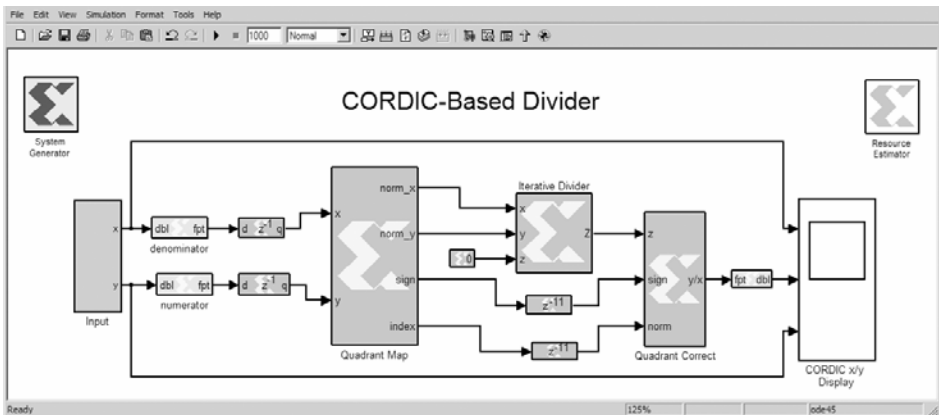 File Edit View Simulation Format Tools Help
1000 Normal
CORDIC-Based Divider
System
Generator
Resource
Estimator
x
y
Input
dbl fpt
denominator
d z-1 q
dbl fpt
numerator
d z-1 q
x
y
norm_x
norm_y
sign
index
Quadrant Map
0
Iterative Divider
x
y
z
Z
z-11
z-11
z
sign
norm
y/x
Quadrant Correct
fpt dbl
CORDIC x/y
Display
Ready 125% ode45